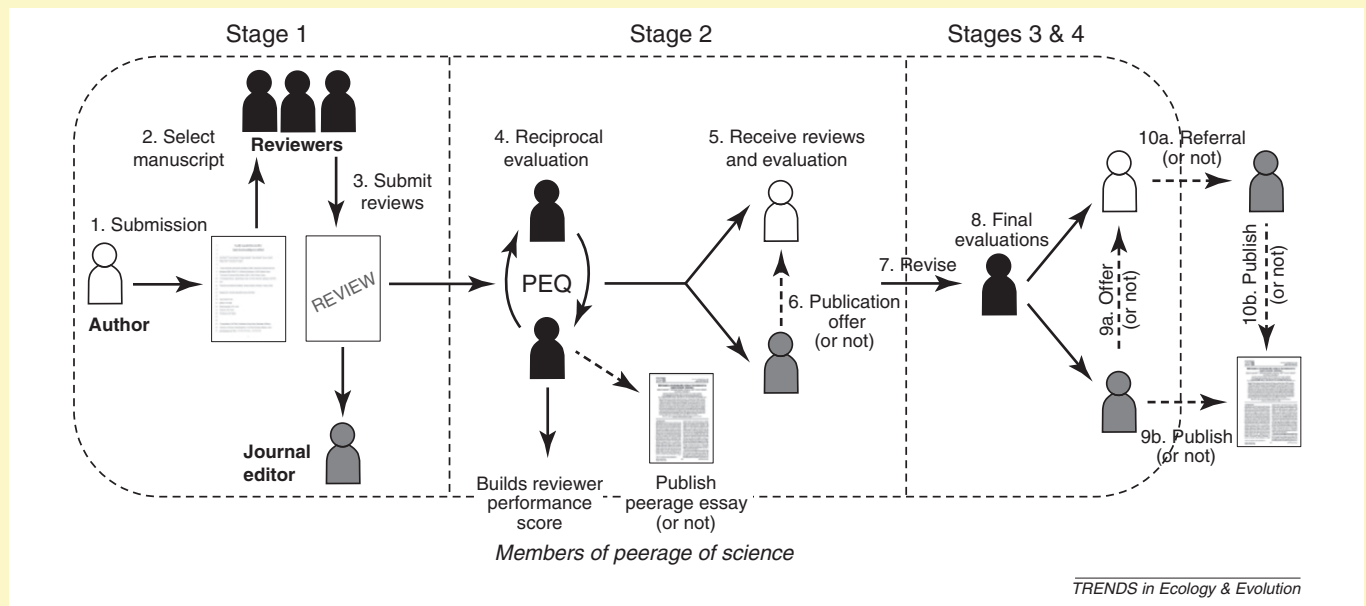 Stage 1
Stage 2
Stages 3 & 4
2. Select
manuscript
Reviewers
3. Submit
reviews
1. Submission
Author
REVIEW
Journal
editor
4. Reciprocal
evaluation
PEQ
Builds reviewer
performance
score
Publish
peerage essay
(or not)
5. Receive reviews
and evaluation
6. Publication
offer
(or not)
7. Revise
8. Final
evaluations
9a. Offer
(or not)
9b. Publish
(or not)
10a. Referral
(or not)
10b. Publish
(or not)
Members of peerage of science
TRENDS in Ecology & Evolution